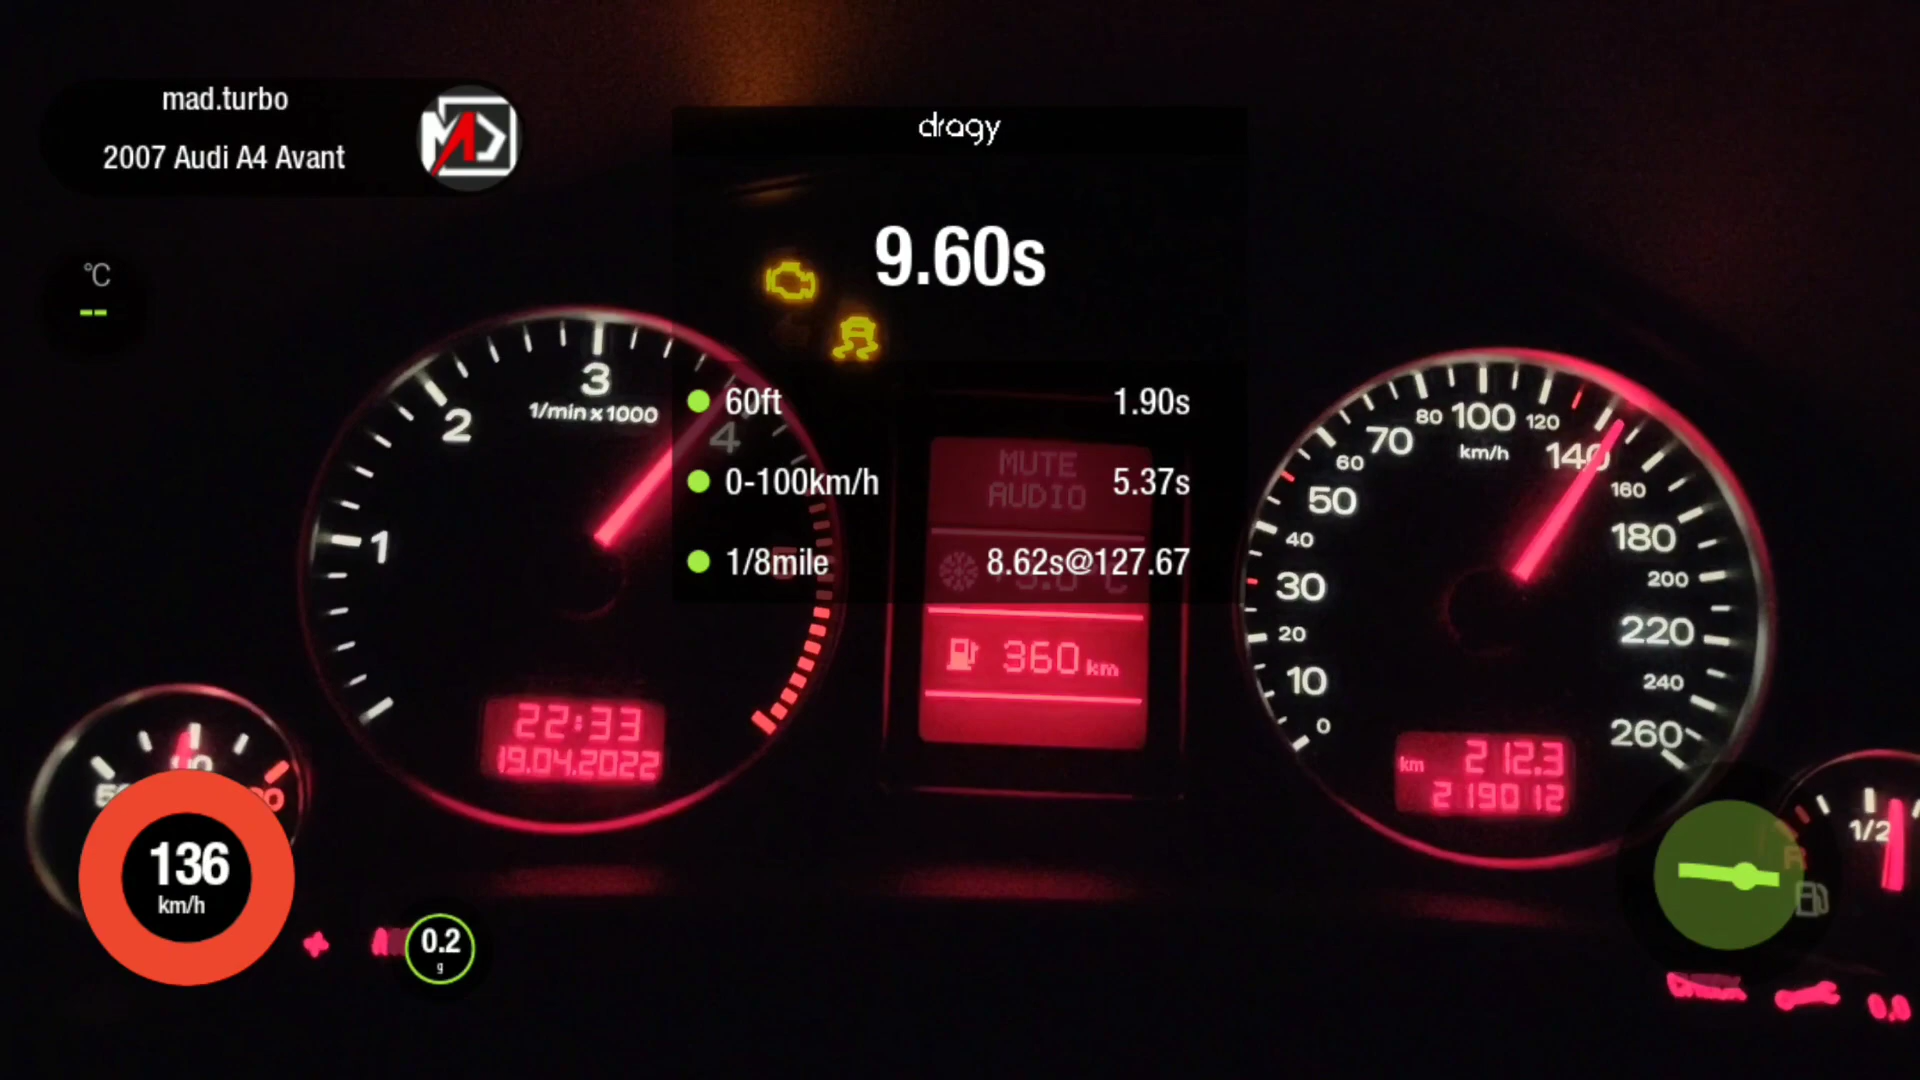 mad.turbo
2007 Audi A4 Avant
MAD
dragy
°C
--
9.60s
60ft 1.90s
0-100km/h 5.37s
1/8mile 8.62s@127.67
1
2
3
4
1/min x 1000
22:33
19.04.2022
MUTE
AUDIO
360 km
0
10
20
30
40
50
60
70
80
100
120
140
160
180
200
220
240
260
km/h
km 212.3
219012
136
km/h
0.2
g
1/2
R